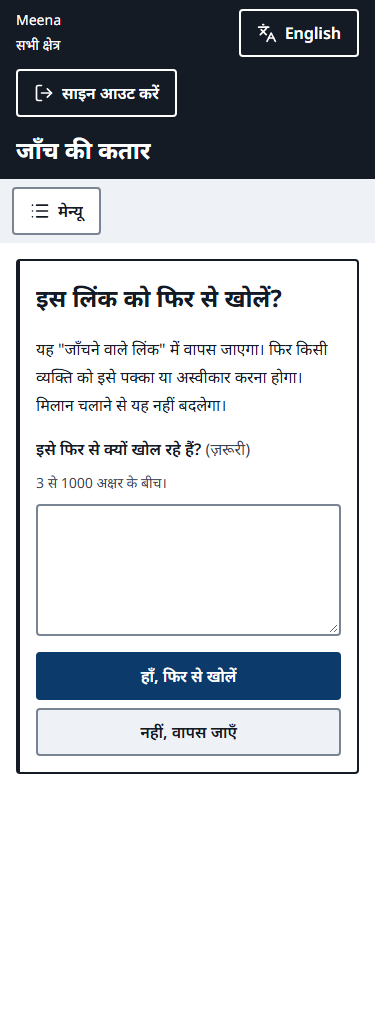 Meena
सभी क्षेत्र
English
साइन आउट करें
जाँच की कतार
मेन्यू
इस लिंक को फिर से खोलें?
यह "जाँचने वाले लिंक" में वापस जाएगा। फिर किसी
व्यक्ति को इसे पक्का या अस्वीकार करना होगा।
मिलान चलाने से यह नहीं बदलेगा।
इसे फिर से क्यों खोल रहे हैं? (ज़रूरी)
3 से 1000 अक्षर के बीच।
हाँ, फिर से खोलें
नहीं, वापस जाएँ